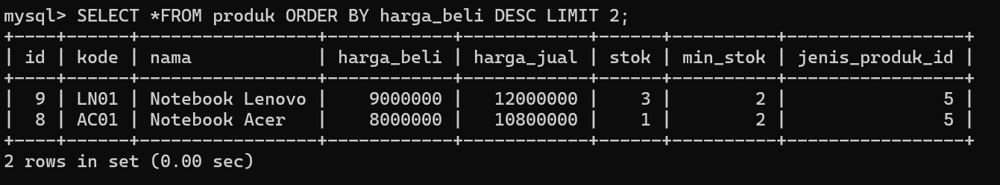 mysql> SELECT *FROM produk ORDER BY harga_beli DESC LIMIT 2;
+----+------+-----------------+------------+------------+------+----------+-----------------+
| id | kode | nama            | harga_beli | harga_jual | stok | min_stok | jenis_produk_id |
+----+------+-----------------+------------+------------+------+----------+-----------------+
|  9 | LN01 | Notebook Lenovo |    9000000 |   12000000 |    3 |        2 |               5 |
|  8 | AC01 | Notebook Acer   |    8000000 |   10800000 |    1 |        2 |               5 |
+----+------+-----------------+------------+------------+------+----------+-----------------+
2 rows in set (0.00 sec)